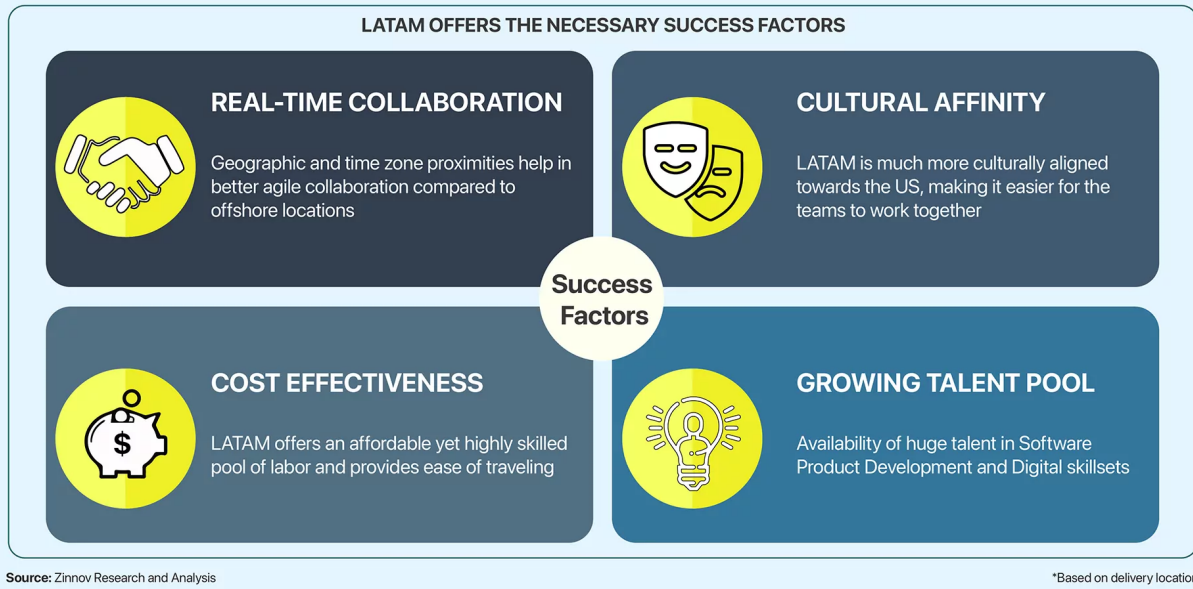 LATAM OFFERS THE NECESSARY SUCCESS FACTORS
REAL-TIME COLLABORATION
Geographic and time zone proximities help in
better agile collaboration compared to
offshore locations
CULTURAL AFFINITY
LATAM is much more culturally aligned
towards the US, making it easier for the
teams to work together
Success
Factors
COST EFFECTIVENESS
$
LATAM offers an affordable yet highly skilled
pool of labor and provides ease of traveling
GROWING TALENT POOL
Availability of huge talent in Software
Product Development and Digital skillsets
Source: Zinnov Research and Analysis
*Based on delivery location